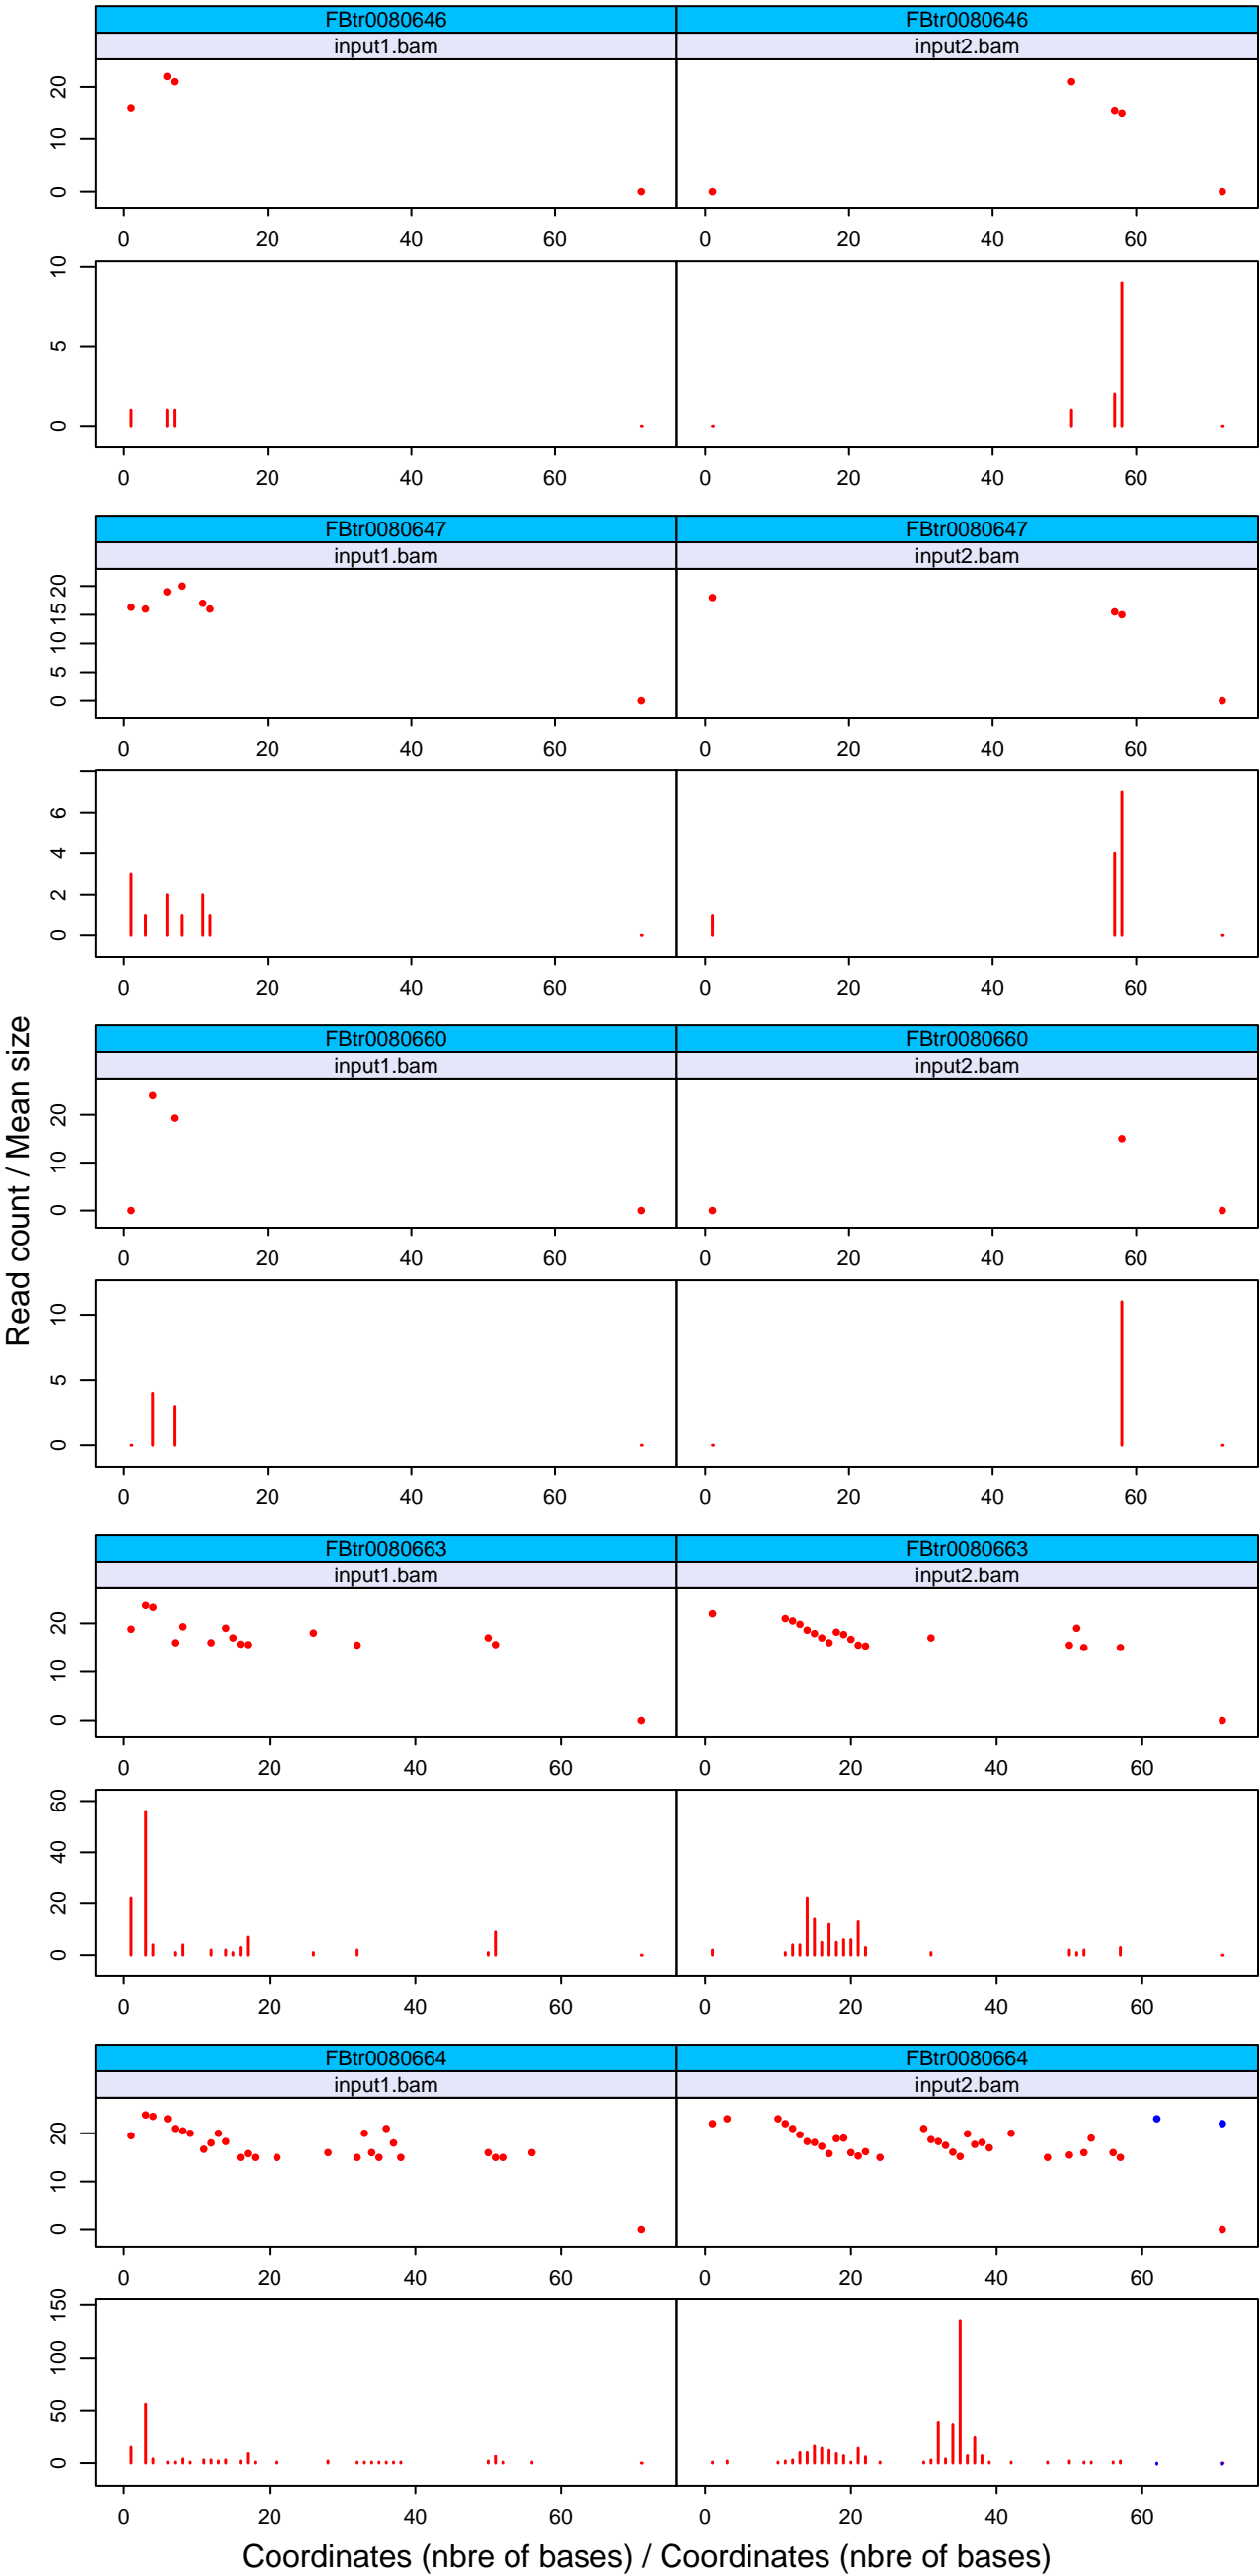 FBtr0080646 FBtr0080646
input1.bam input2.bam
0 10 20
0 20 40 60 0 20 40 60
0 5 10
0 20 40 60 0 20 40 60
FBtr0080647 FBtr0080647
input1.bam input2.bam
0 5 10 15 20
0 20 40 60 0 20 40 60
0 2 4 6
0 20 40 60 0 20 40 60
FBtr0080660 FBtr0080660
input1.bam input2.bam
0 10 20
0 20 40 60 0 20 40 60
0 5 10
0 20 40 60 0 20 40 60
FBtr0080663 FBtr0080663
input1.bam input2.bam
0 10 20
0 20 40 60 0 20 40 60
0 20 40 60
0 20 40 60 0 20 40 60
FBtr0080664 FBtr0080664
input1.bam input2.bam
0 10 20
0 20 40 60 0 20 40 60
0 50 100 150
0 20 40 60 0 20 40 60
Read count / Mean size
Coordinates (nbre of bases) / Coordinates (nbre of bases)